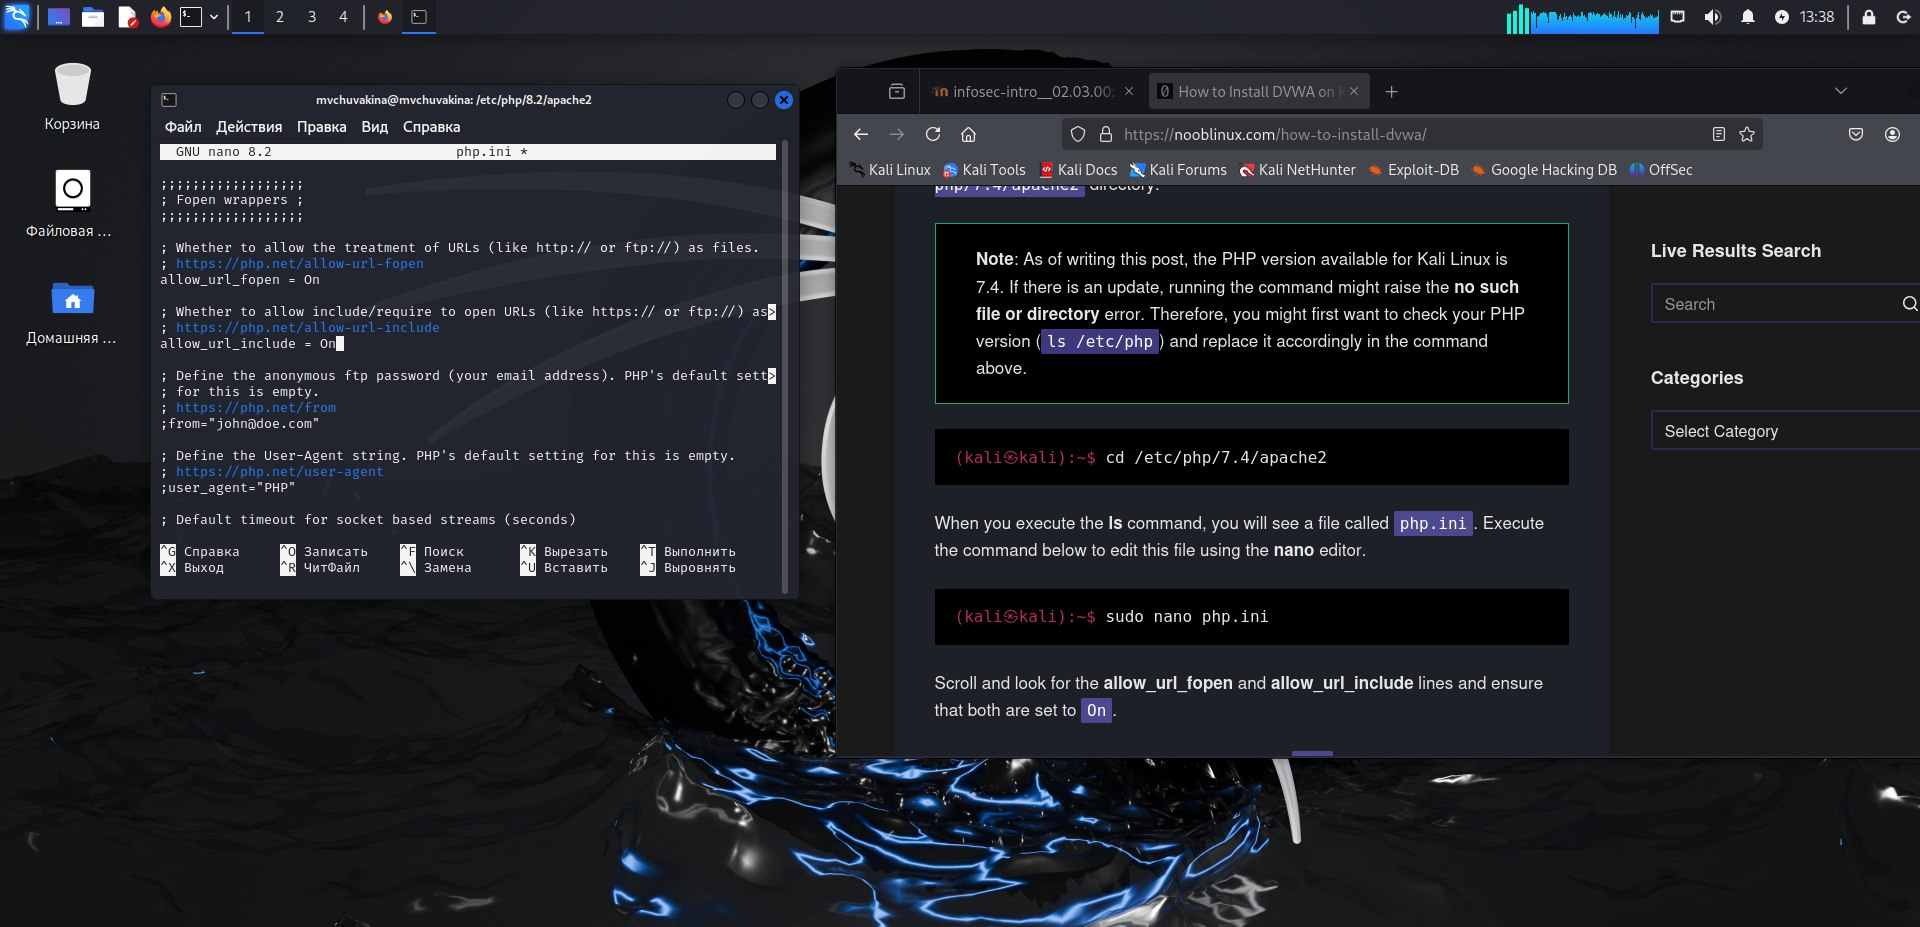 1 2 3 4
13:38
Корзина
Файловая ...
Домашняя ...
mvchuvakina@mvchuvakina: /etc/php/8.2/apache2
Файл Действия Правка Вид Справка
GNU nano 8.2 php.ini *
;;;;;;;;;;;;;;;;;;
; Fopen wrappers ;
;;;;;;;;;;;;;;;;;;
; Whether to allow the treatment of URLs (like http:// or ftp://) as files.
; https://php.net/allow-url-fopen
allow_url_fopen = On
; Whether to allow include/require to open URLs (like https:// or ftp://) as>
; https://php.net/allow-url-include
allow_url_include = On
; Define the anonymous ftp password (your email address). PHP's default sett>
; for this is empty.
; https://php.net/from
;from="john@doe.com"
; Define the User-Agent string. PHP's default setting for this is empty.
; https://php.net/user-agent
;user_agent="PHP"
; Default timeout for socket based streams (seconds)
^G Справка ^O Записать ^F Поиск ^K Вырезать ^T Выполнить
^X Выход ^R ЧитФайл ^\ Замена ^U Вставить ^J Выровнять
infosec-intro__02.03.00:
How to Install DVWA on K
https://nooblinux.com/how-to-install-dvwa/
Kali Linux Kali Tools Kali Docs Kali Forums Kali NetHunter Exploit-DB Google Hacking DB OffSec
php/7.4/apache2 directory.
Note: As of writing this post, the PHP version available for Kali Linux is
7.4. If there is an update, running the command might raise the no such
file or directory error. Therefore, you might first want to check your PHP
version (ls /etc/php) and replace it accordingly in the command
above.
(kali㉿kali):~$ cd /etc/php/7.4/apache2
When you execute the ls command, you will see a file called php.ini. Execute
the command below to edit this file using the nano editor.
(kali㉿kali):~$ sudo nano php.ini
Scroll and look for the allow_url_fopen and allow_url_include lines and ensure
that both are set to On.
Live Results Search
Search
Categories
Select Category